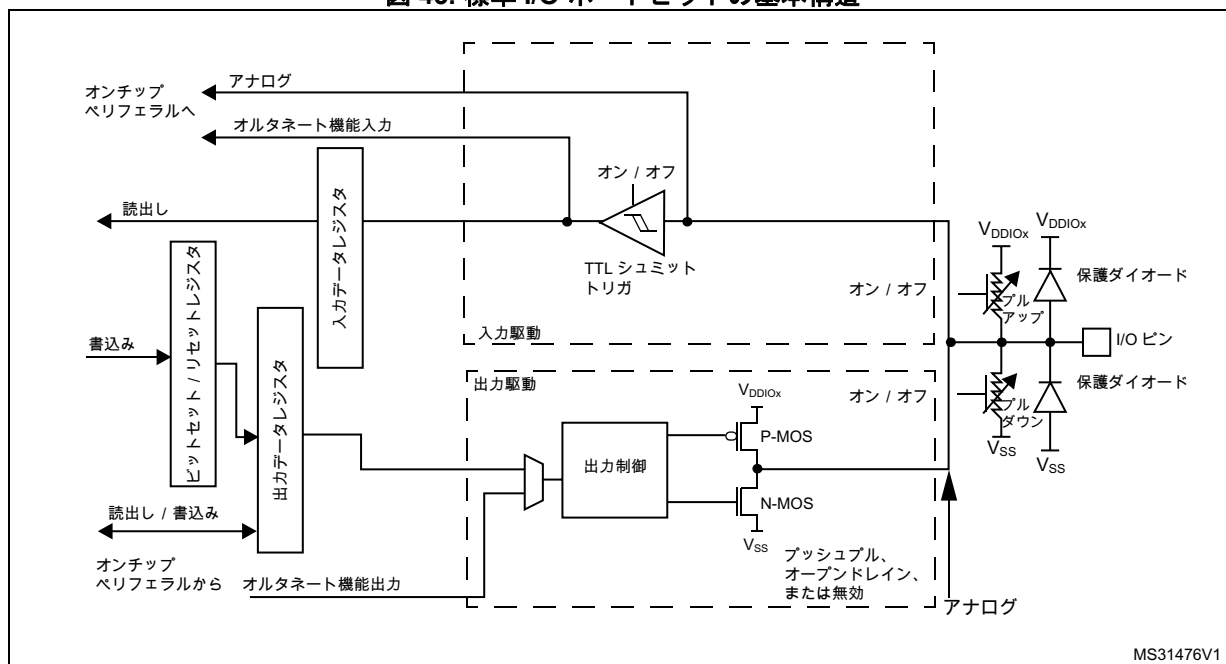 オンチップ
ペリフェラルへ
アナログ
オルタネート機能入力
オン / オフ
読出し
入力データレジスタ
TTL シュミット
トリガ
入力駆動
オン / オフ
VDDIOx
VDDIOx
プル
アップ
保護ダイオード
I/O ピン
書込み
ビットセット / リセットレジスタ
出力データレジスタ
読出し / 書込み
オンチップ
ペリフェラルから
オルタネート機能出力
出力駆動
出力制御
VDDIOx
P-MOS
N-MOS
VSS
オン / オフ
プル
ダウン
VSS
保護ダイオード
VSS
プッシュプル、
オープンドレイン、
または無効
アナログ
MS31476V1